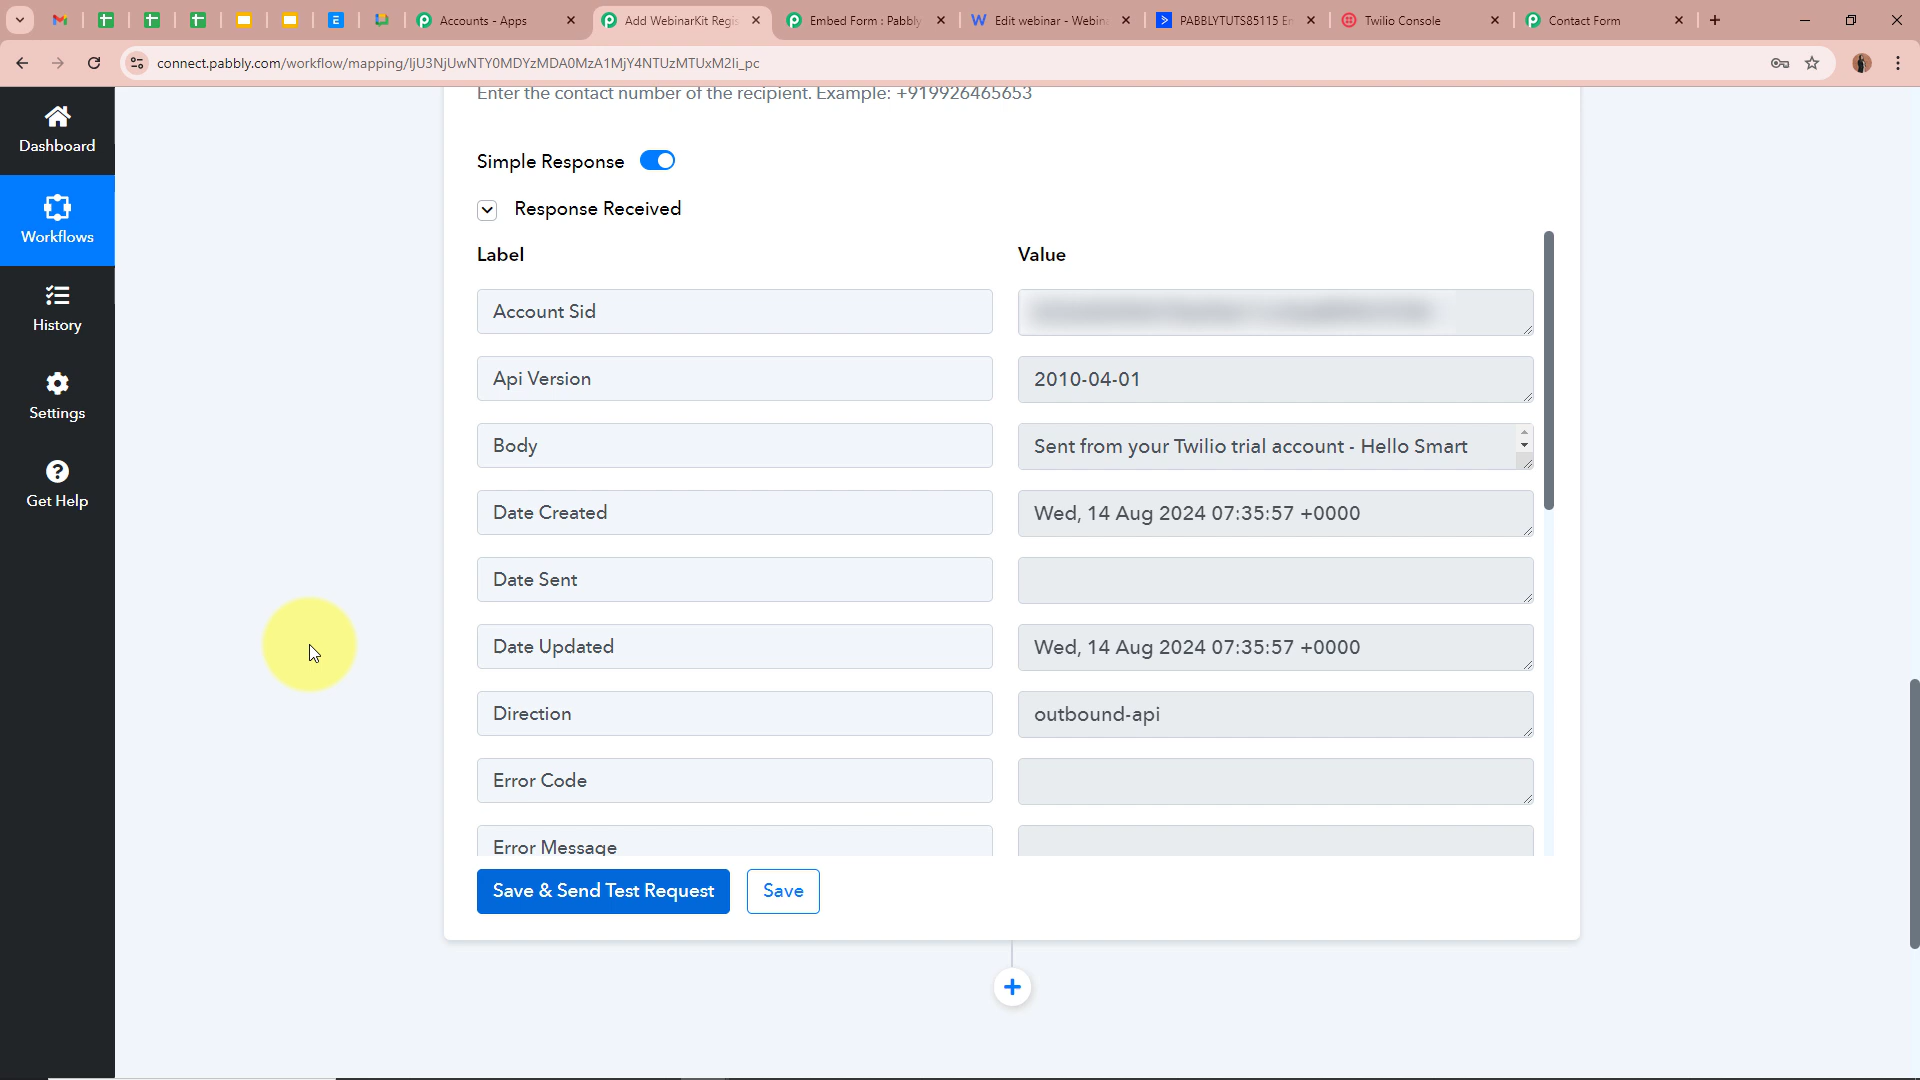 Accounts - Apps
Add WebinarKit Regis
Embed Form : Pabbly
Edit webinar - Webina
PABBLYTUTS85115 En
Twilio Console
Contact Form
connect.pabbly.com/workflow/mapping/IjU3NjUwNTY0MDYzMDA0MzA1MjY4NTUzMTUxM2Ii_pc
Dashboard
Workflows
History
Settings
Get Help
Enter the contact number of the recipient. Example: +919926465653
Simple Response
Response Received
Label Value
Account Sid
Api Version 2010-04-01
Body Sent from your Twilio trial account - Hello Smart
Date Created Wed, 14 Aug 2024 07:35:57 +0000
Date Sent
Date Updated Wed, 14 Aug 2024 07:35:57 +0000
Direction outbound-api
Error Code
Error Message
Save & Send Test Request Save